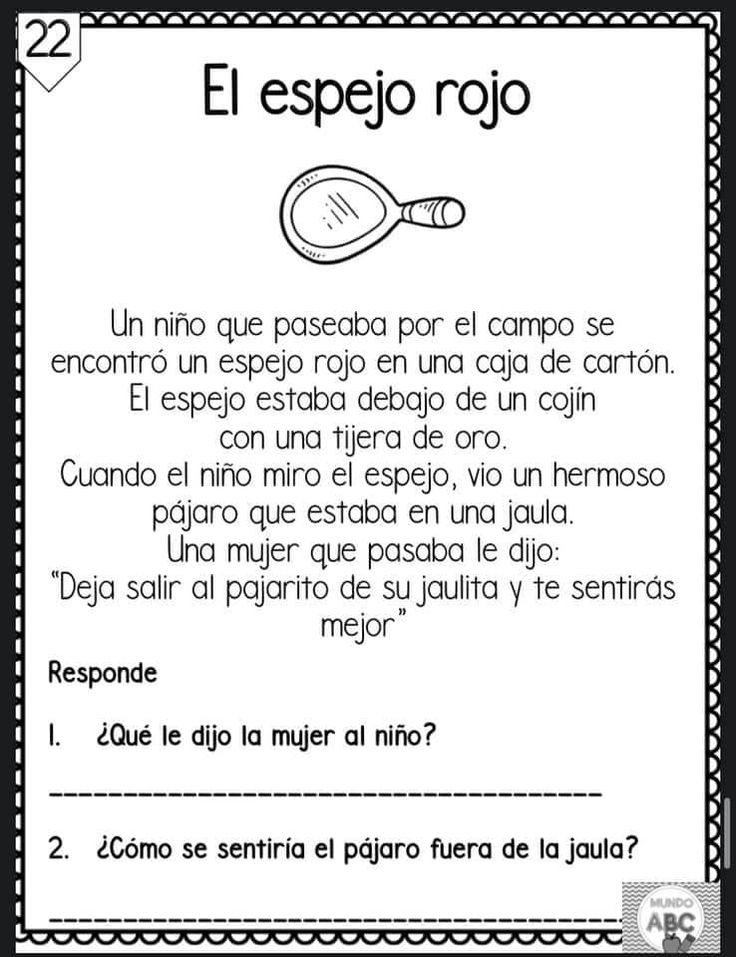 22
El espejo rojo
Un niño que paseaba por el campo se
encontró un espejo rojo en una caja de cartón.
El espejo estaba debajo de un cojín
con una tijera de oro.
Cuando el niño miro el espejo, vio un hermoso
pájaro que estaba en una jaula.
Una mujer que pasaba le dijo:
"Deja salir al pajarito de su jaulita y te sentirás
mejor"
Responde
1. ¿Qué le dijo la mujer al niño?
2. ¿Cómo se sentiría el pájaro fuera de la jaula?
MUNDO
ABC